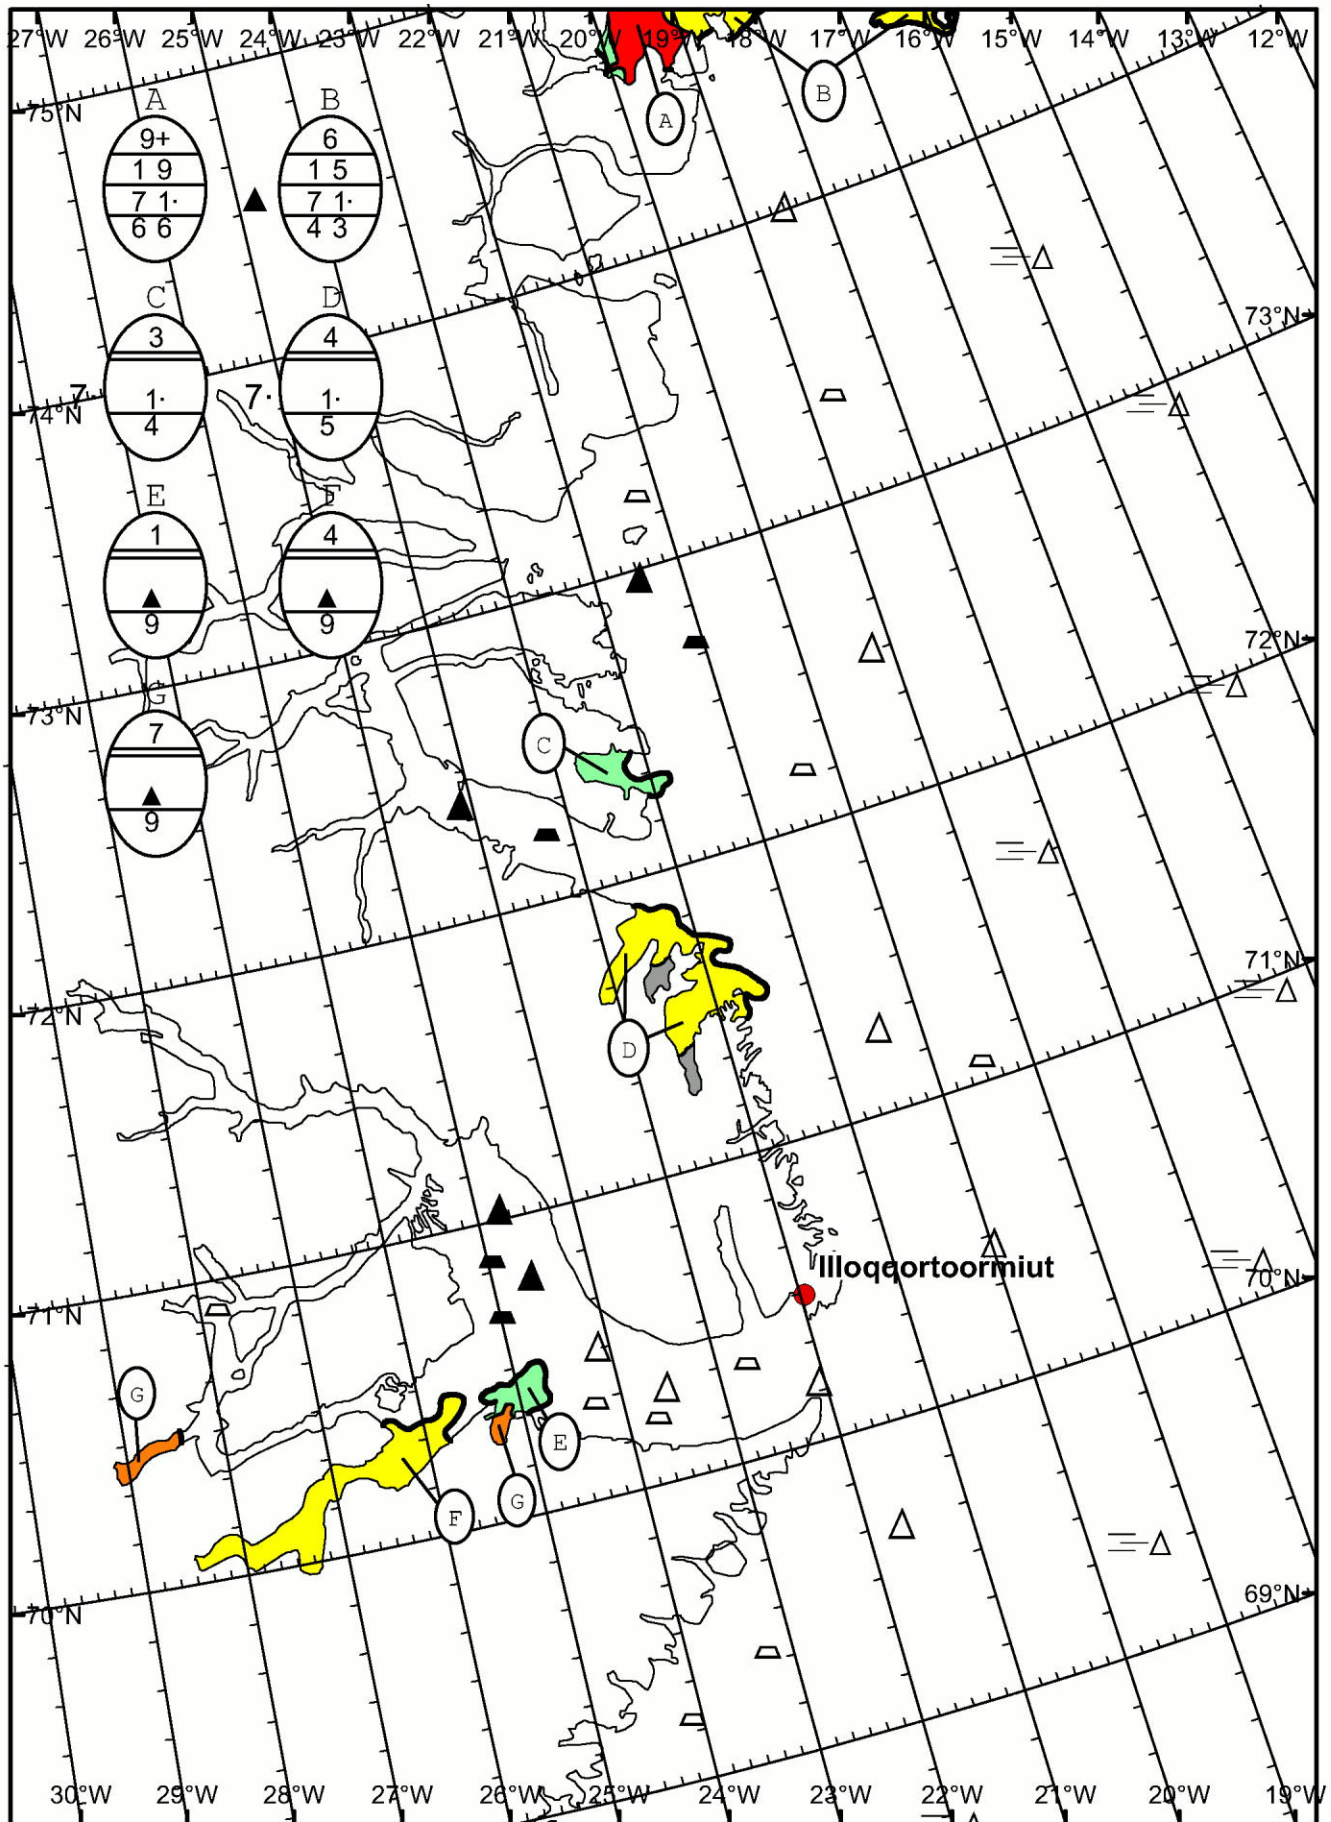 27°W 26°W 25°W 24°W 23°W 22°W 21°W 20°W 19°W 18°W 17°W 16°W 15°W 14°W 13°W 12°W
75°N
A B
9+ 6
1 9 1 5
7 1· 7 1·
6 6 4 3
A
B
73°N
C D
3 4
7· 1· 7· 1·
4 5
74°N
E F
1 4
9 9
72°N
G
73°N
7
9
C
71°N
72°N
D
Illoqqortoormiut
70°N
71°N
G
E
G
F
69°N
70°N
30°W 29°W 28°W 27°W 26°W 25°W 24°W 23°W 22°W 21°W 20°W 19°W